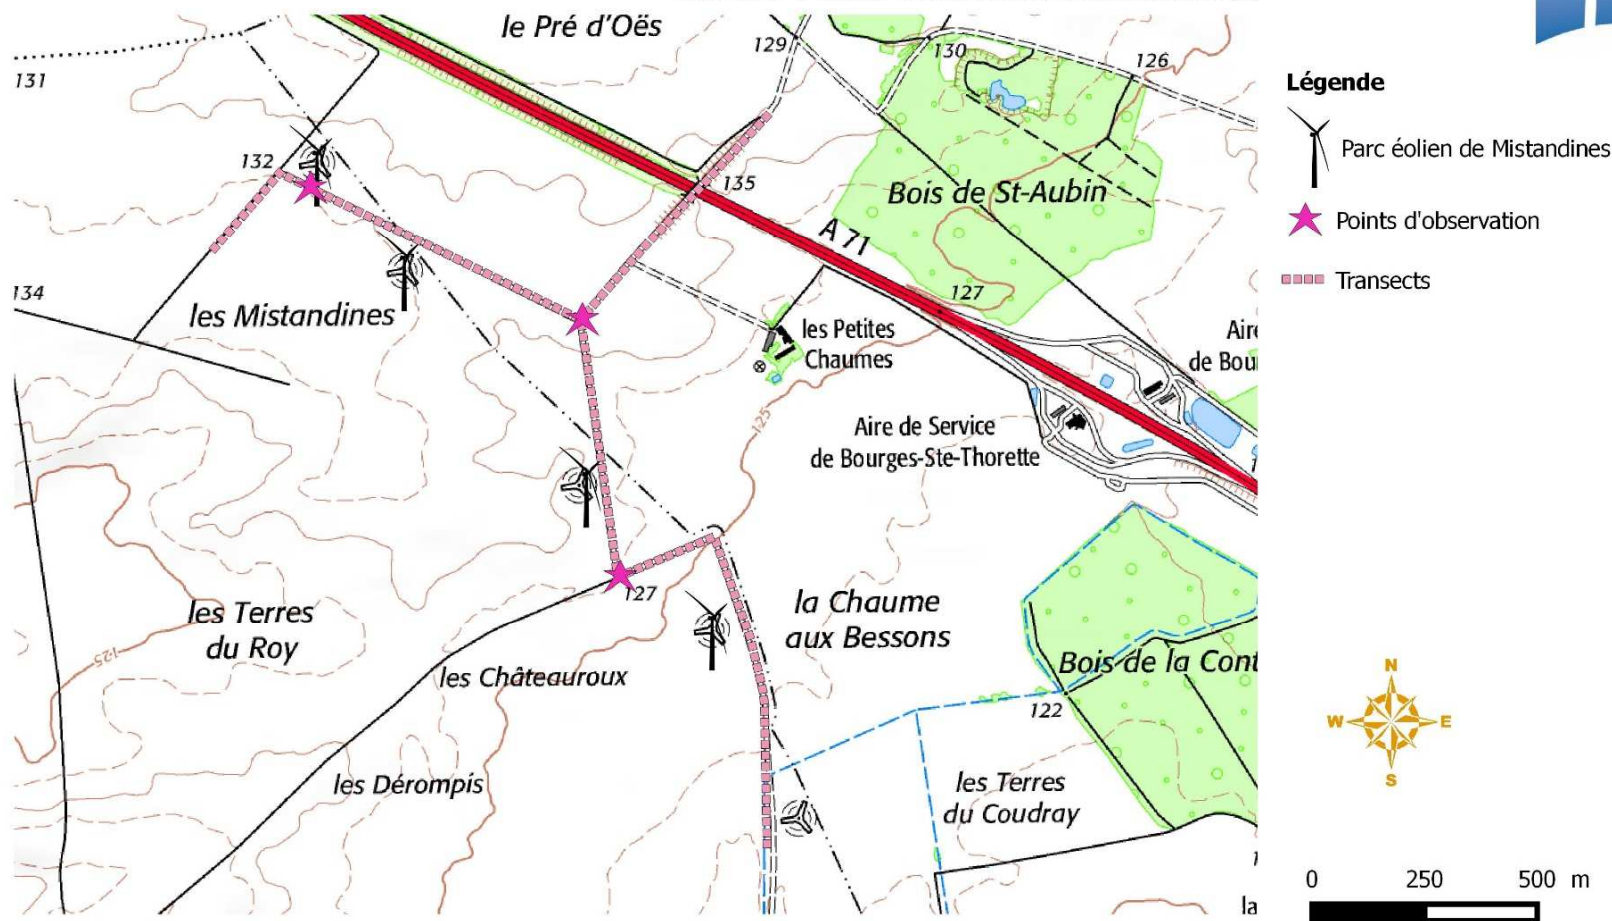 le Pré d'Oës
129
130
126
131
132
135
Bois de St-Aubin
A 71
134
les Mistandines
127
les Petites
Chaumes
Aire
de Bour
125
Aire de Service
de Bourges-Ste-Thorette
127
les Terres
du Roy
125
la Chaume
aux Bessons
les Châteauroux
Bois de la Cont
122
les Dérompis
les Terres
du Coudray
la
Légende
Parc éolien de Mistandines
Points d'observation
Transects
N
W
E
S
0 250 500 m